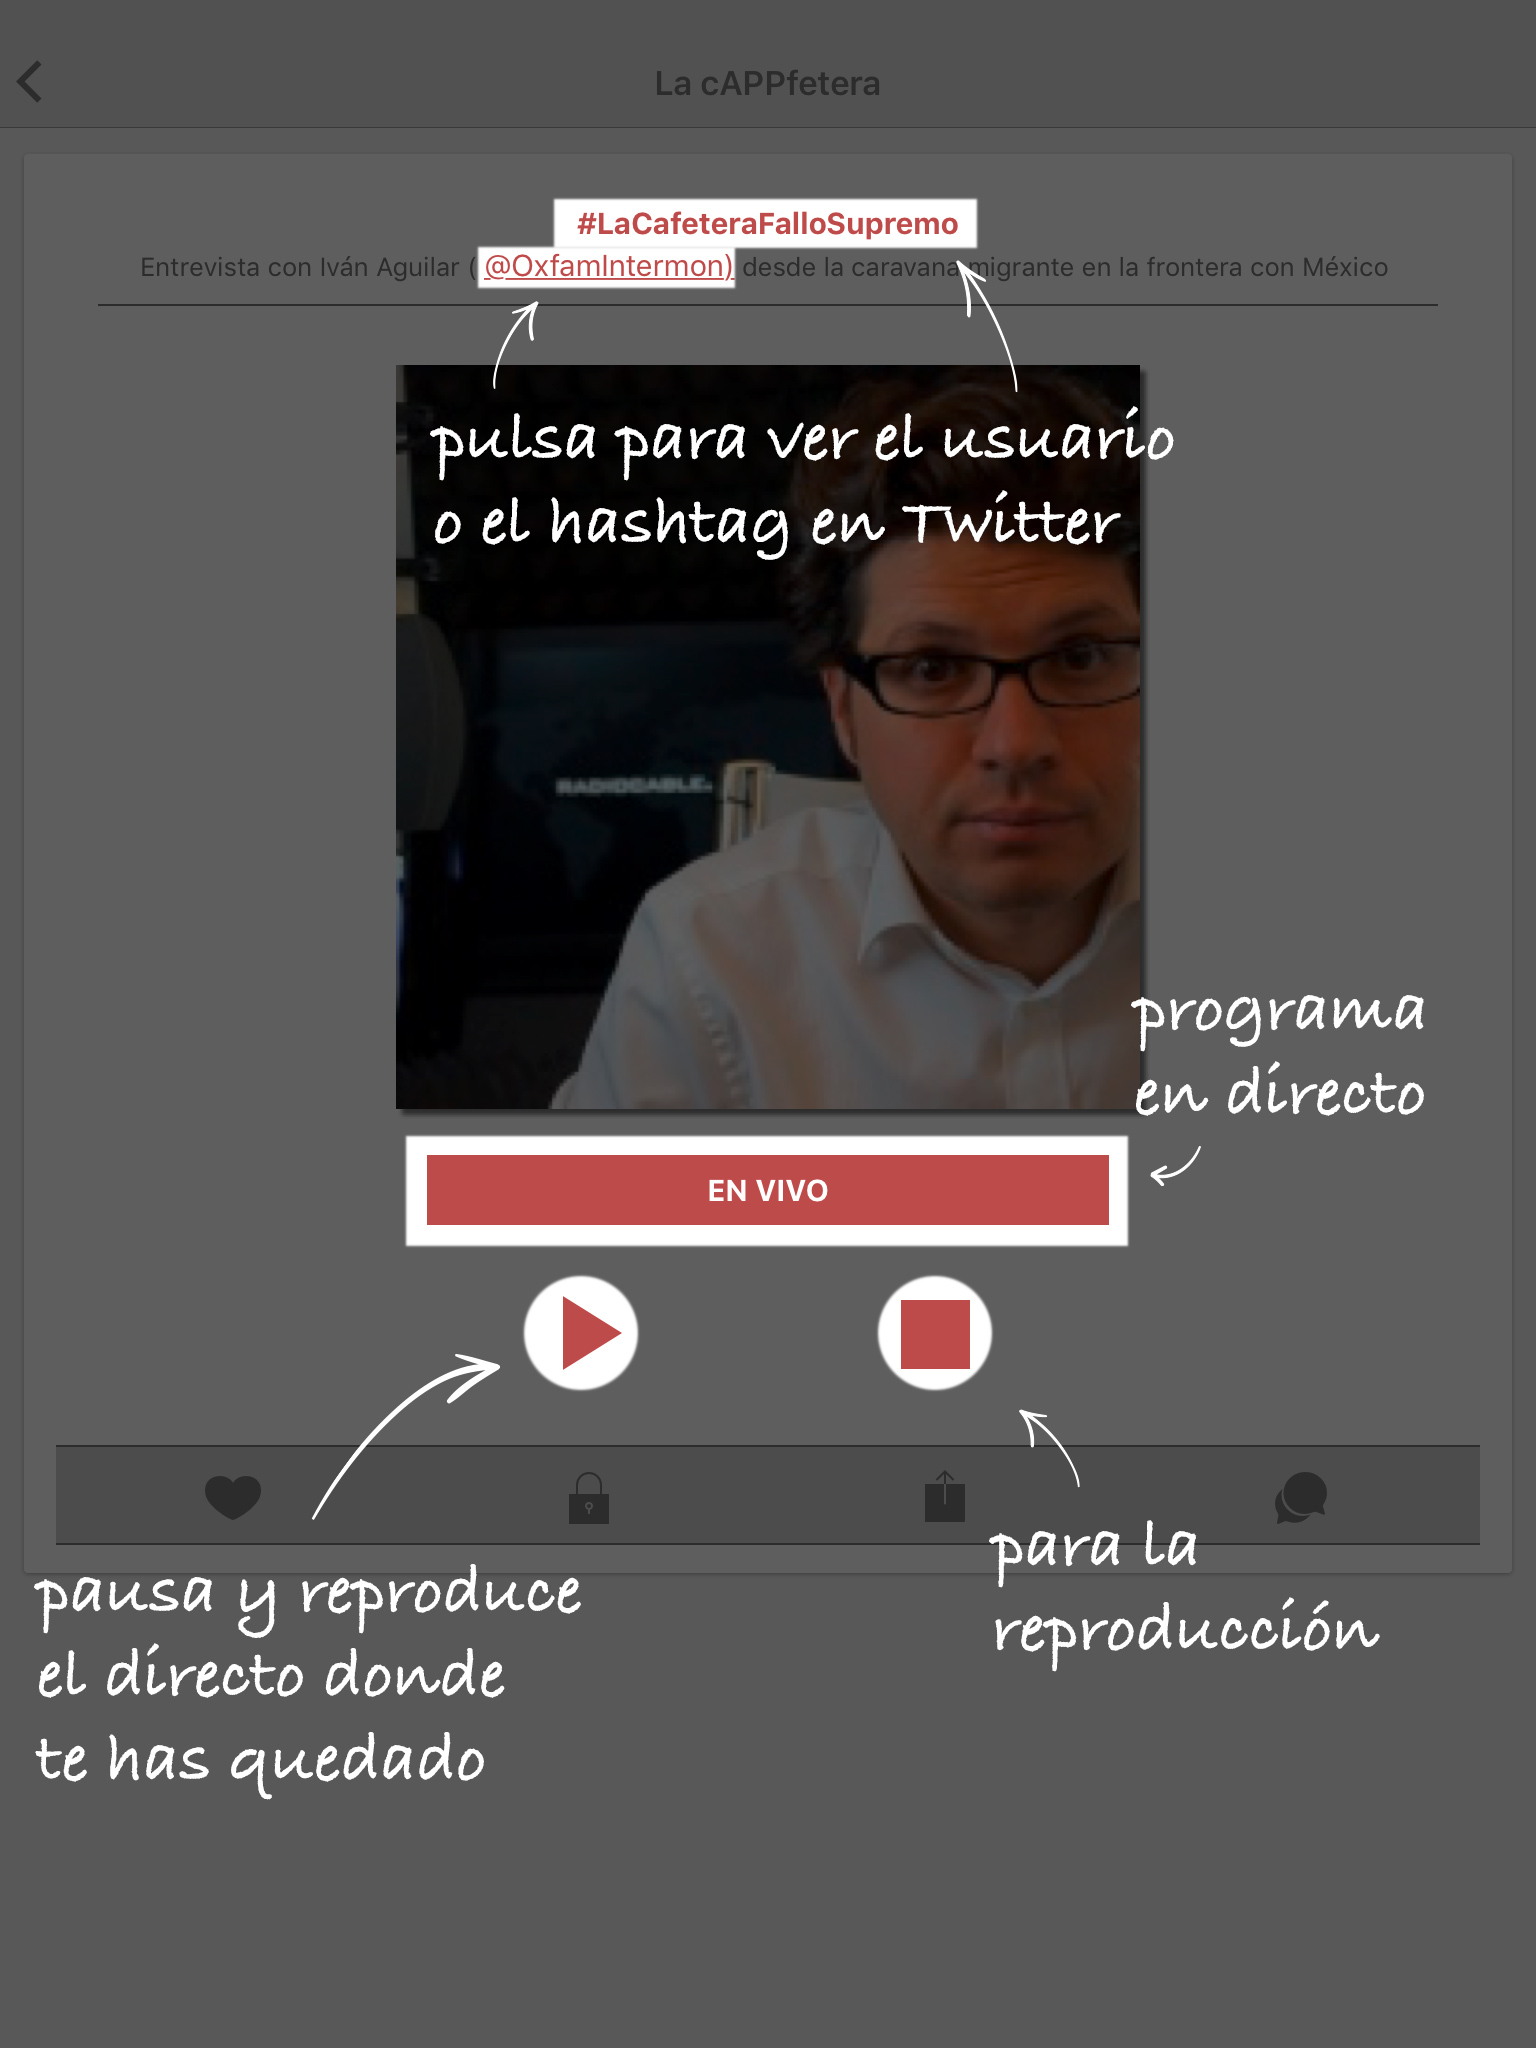 La cAPPfetera
#LaCafeteraFalloSupremo
Entrevista con Iván Aguilar ( @OxfamIntermon) desde la caravana migrante en la frontera con México
pulsa para ver el usuario
o el hashtag en Twitter
RADIOCABLE.
programa
en directo
EN VIVO
para la
reproducción
pausa y reproduce
el directo donde
te has quedado